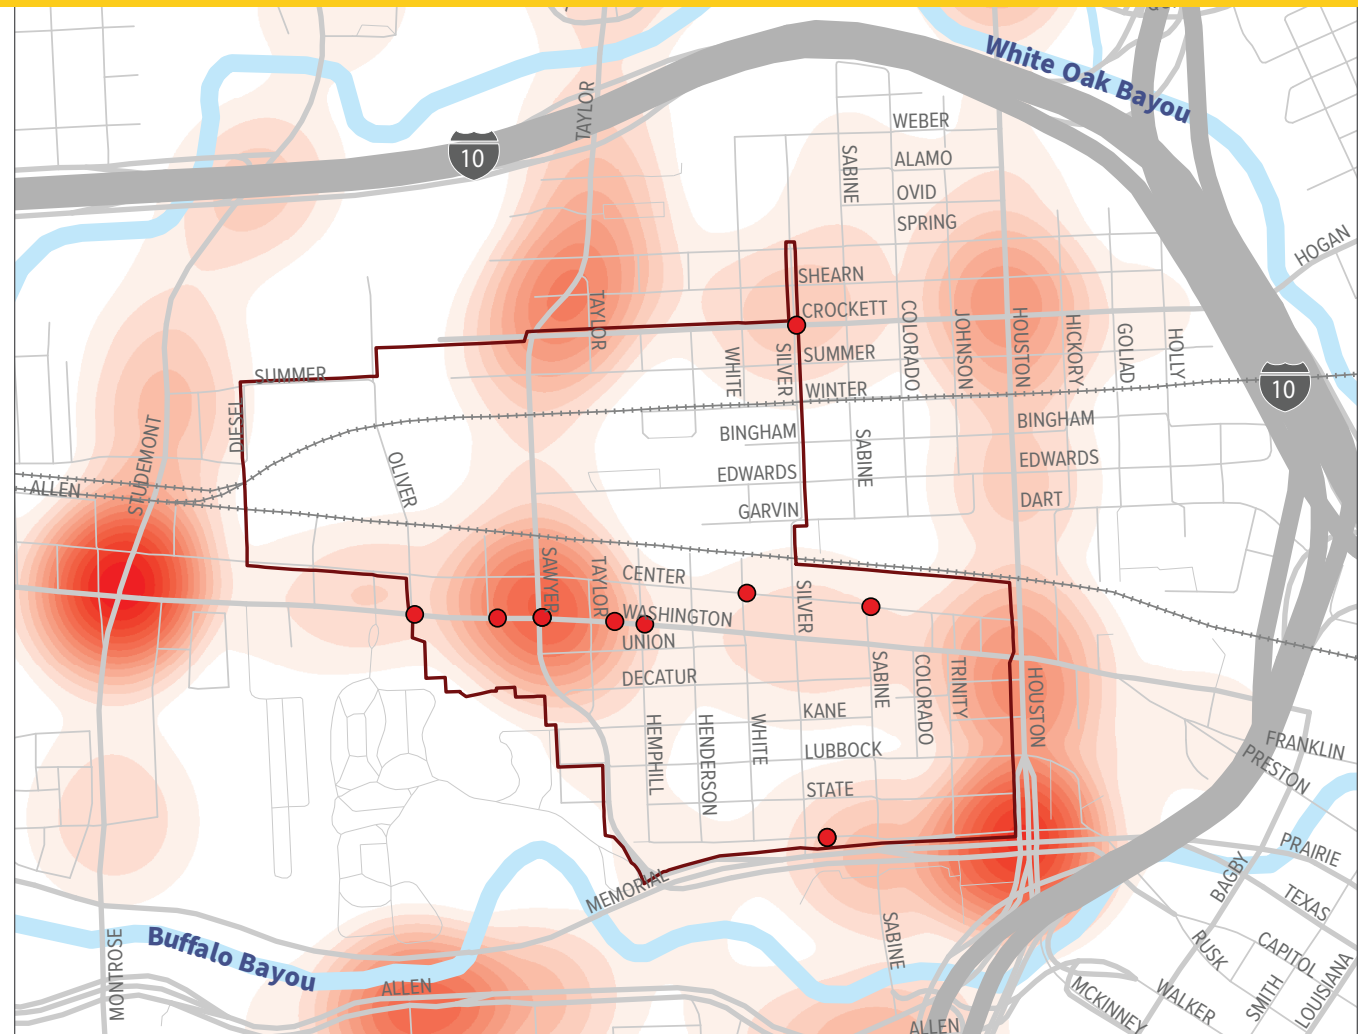 White Oak Bayou
TAYLOR
WEBER
10
SABINE
ALAMO
OVID
SPRING
HOGAN
SHEARN
TAYLOR
CROCKETT
COLORADO
JOHNSON
HOUSTON
HICKORY
GOLIAD
HOLLY
WHITE
SILVER
SUMMER
SUMMER
WINTER
10
DIESEL
STUDEMONT
BINGHAM
BINGHAM
SABINE
OLIVER
EDWARDS
EDWARDS
ALLEN
DART
GARVIN
SAWYER
TAYLOR
CENTER
SILVER
WASHINGTON
UNION
DECATUR
SABINE
COLORADO
TRINITY
HOUSTON
KANE
HEMPHILL
HENDERSON
WHITE
LUBBOCK
FRANKLIN
PRESTON
STATE
PRAIRIE
MEMORIAL
BAGBY
TEXAS
MONTROSE
Buffalo Bayou
SABINE
RUSK
CAPITOL
ALLEN
MCKINNEY
WALKER
SMITH
LOUISIANA
ALLEN